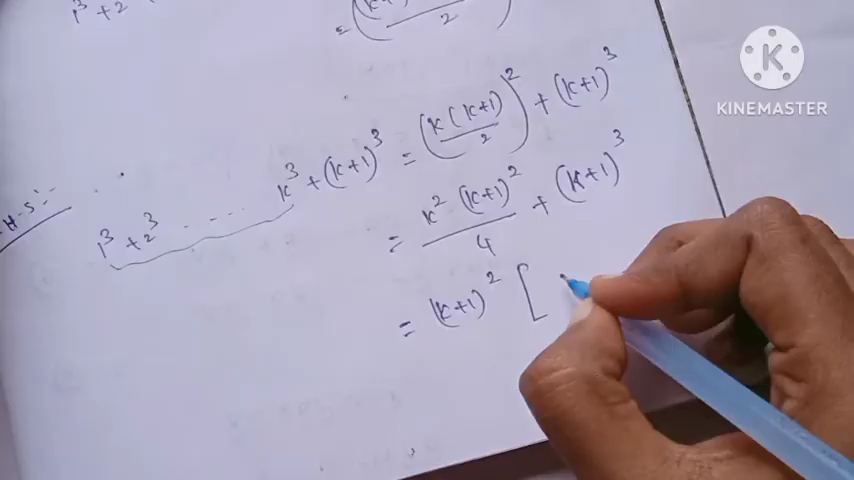 1³ + 2
2
K
KINEMASTER
H·S:-
1³ + 2³ ...... k³ + (k+1)³ = (k(k+1)/2)² + (k+1)³
= k² (k+1)²/4 + (k+1)³
= (k+1)² [